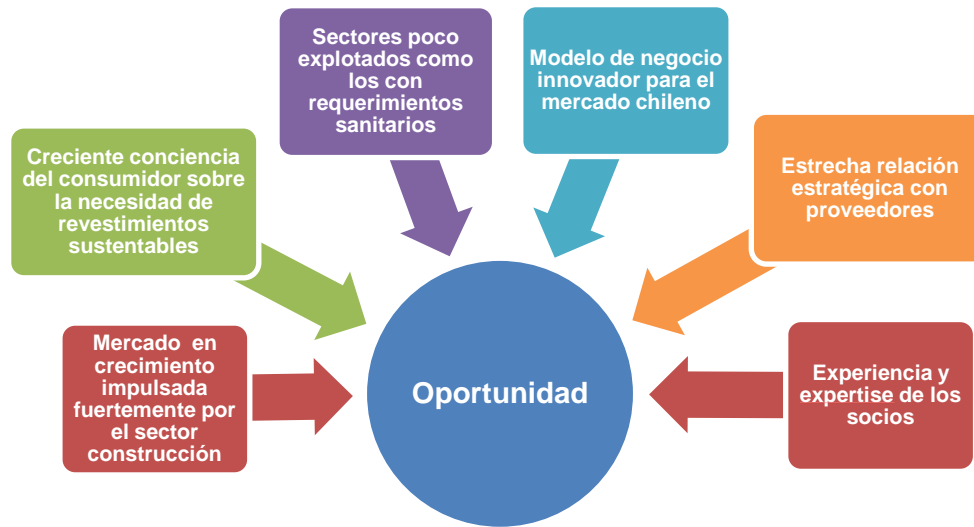 Sectores poco
explotados como
los con
requerimientos
sanitarios
Modelo de negocio
innovador para el
mercado chileno
Creciente conciencia
del consumidor sobre
la necesidad de
revestimientos
sustentables
Estrecha relación
estratégica con
proveedores
Mercado en
crecimiento
impulsada
fuertemente por
el sector
construcción
Oportunidad
Experiencia y
expertise de los
socios